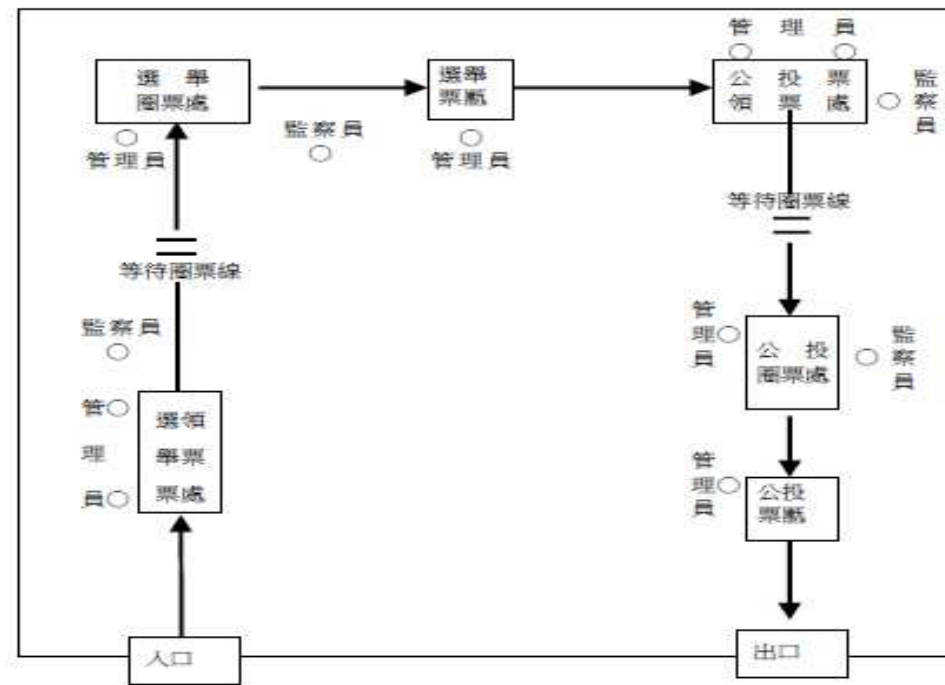 選舉
圈票處
管理員
監察員
選舉
票匭
管理員
管理員
公投票
領票處
監察員
等待圈票線
等待圈票線
監察員
管理員
選舉票
領票處
管理員
公投
圈票處
監察員
管理員
公投
票匭
入口
出口